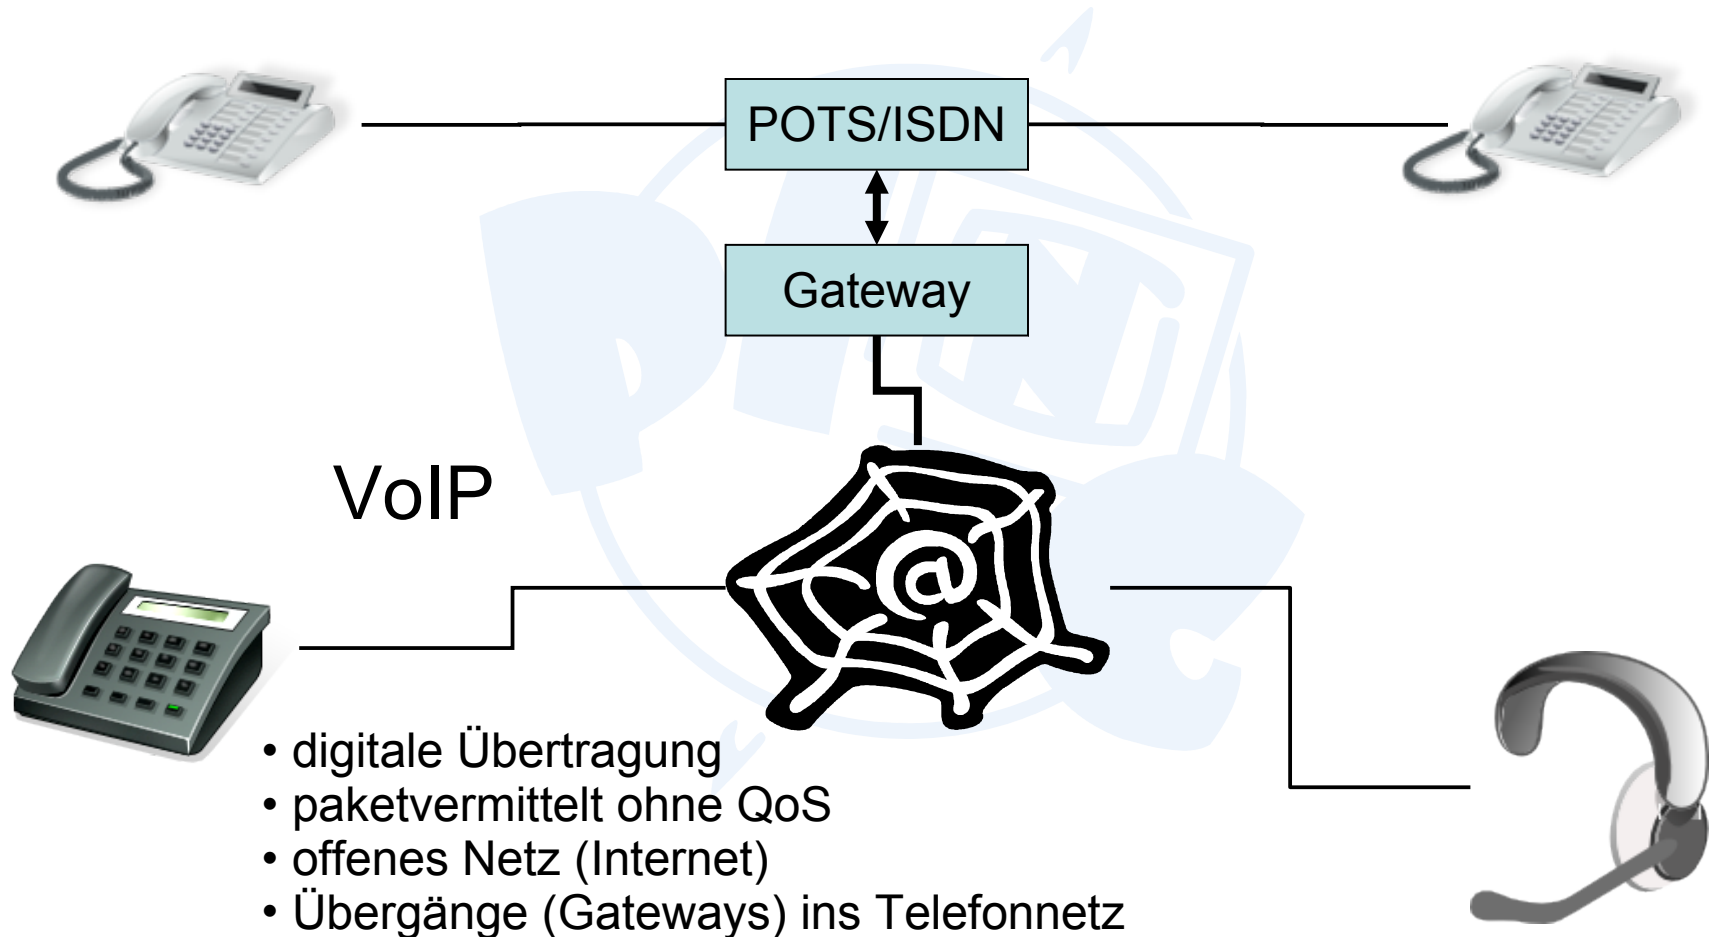 POTS/ISDN
Gateway
VoIP
@
• digitale Übertragung
• paketvermittelt ohne QoS
• offenes Netz (Internet)
• Übergänge (Gateways) ins Telefonnetz